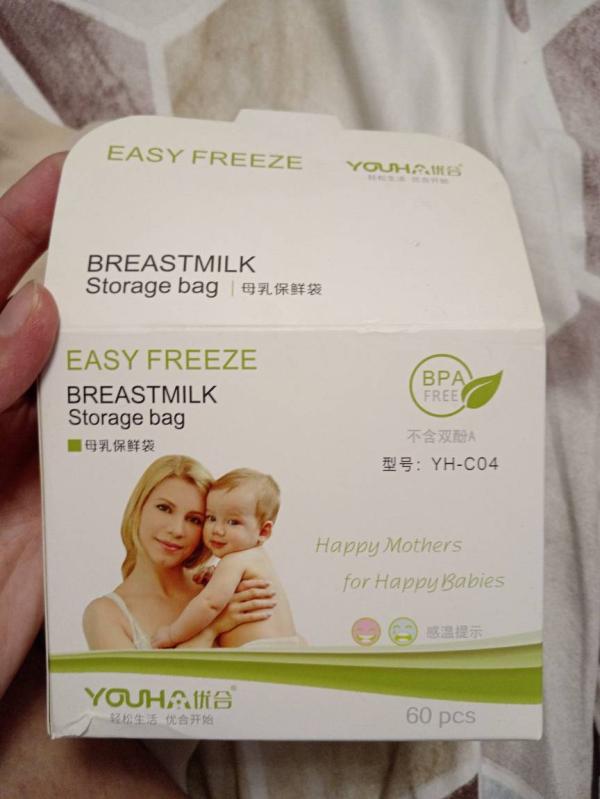 EASY FREEZE
YOUHA优合
轻松生活 优合开始
BREASTMILK
Storage bag | 母乳保鲜袋
EASY FREEZE
BREASTMILK
Storage bag
母乳保鲜袋
BPA
FREE
不含双酚A
型号: YH-C04
Happy Mothers
for Happy Babies
感温提示
YOUHA优合®
轻松生活 优合开始
60 pcs